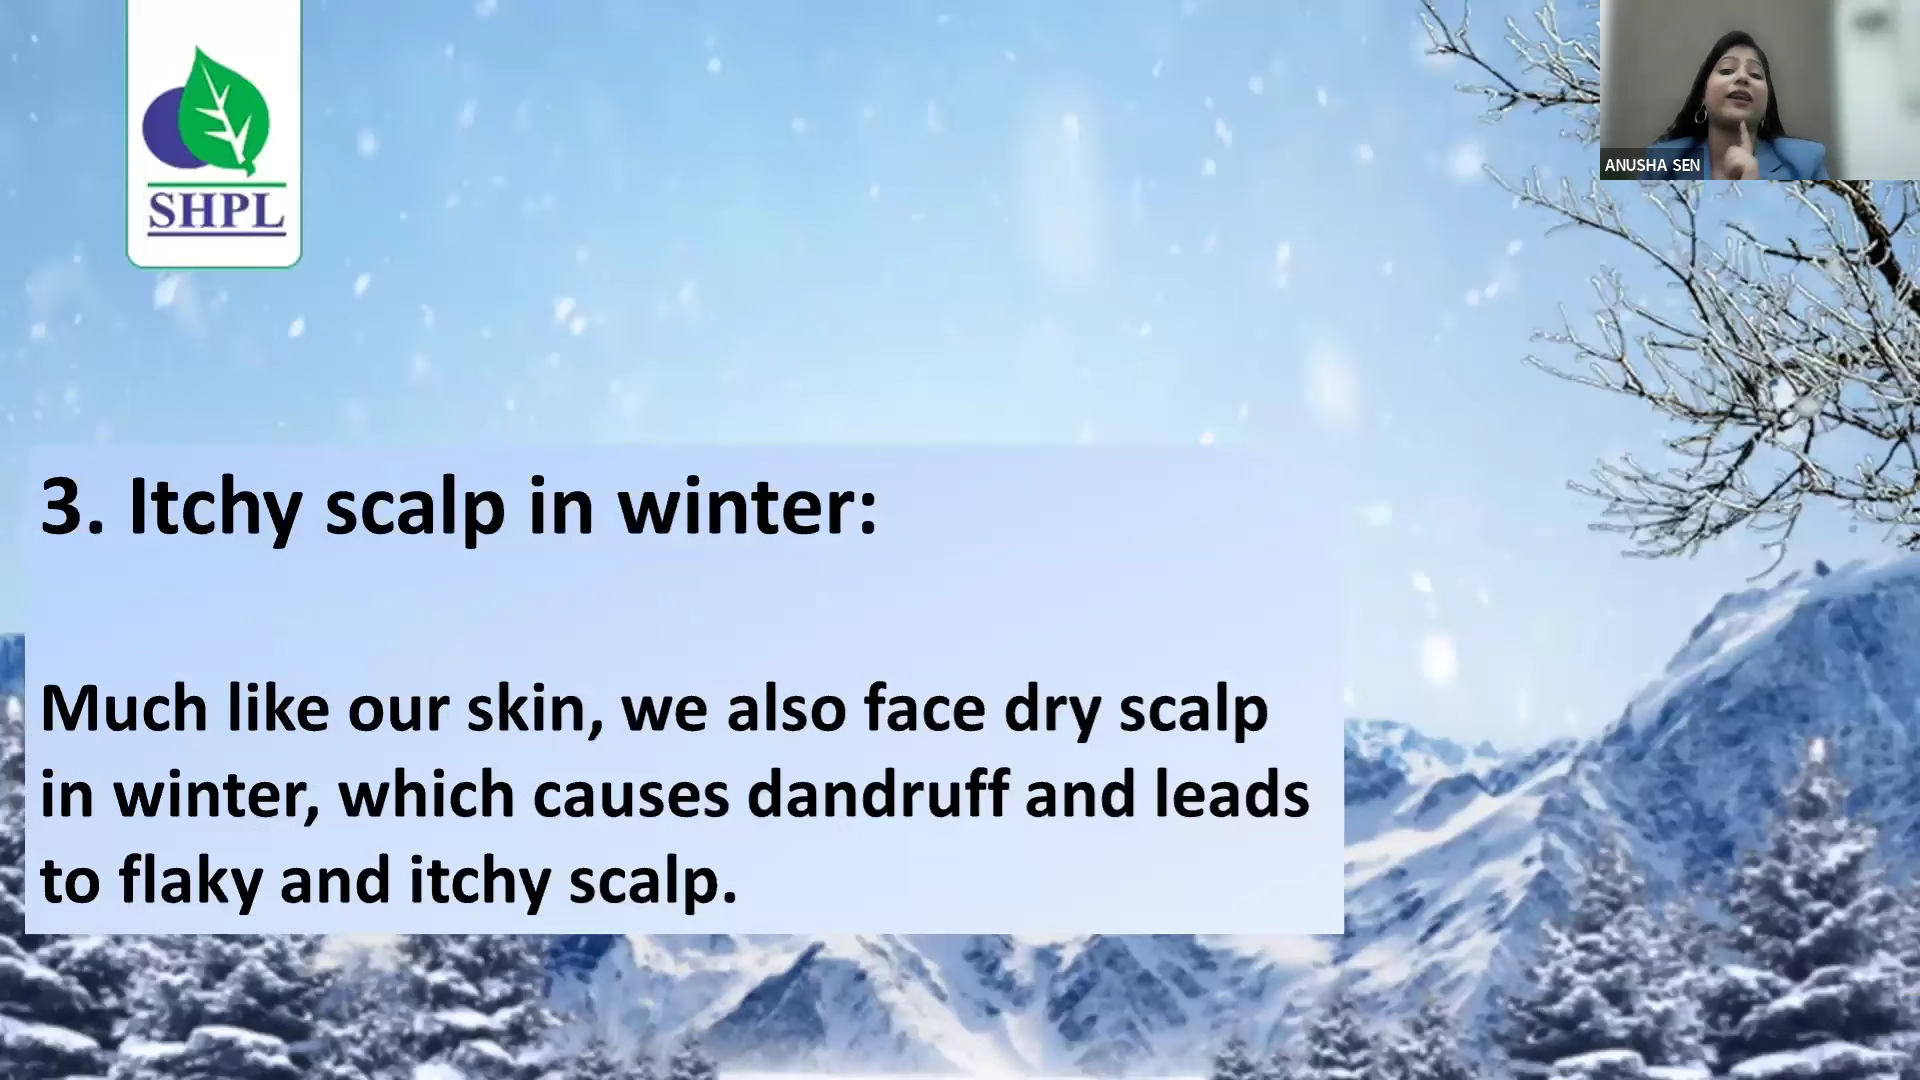 SHPL
ANUSHA SEN
3. Itchy scalp in winter:
Much like our skin, we also face dry scalp
in winter, which causes dandruff and leads
to flaky and itchy scalp.